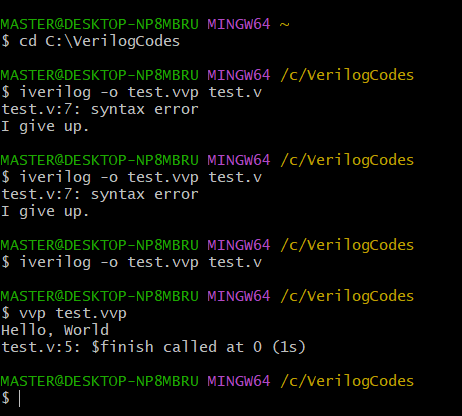 MASTER@DESKTOP-NP8MBRU MINGW64 ~
$ cd C:\VerilogCodes
MASTER@DESKTOP-NP8MBRU MINGW64 /c/VerilogCodes
$ iverilog -o test.vvp test.v
test.v:7: syntax error
I give up.
MASTER@DESKTOP-NP8MBRU MINGW64 /c/VerilogCodes
$ iverilog -o test.vvp test.v
test.v:7: syntax error
I give up.
MASTER@DESKTOP-NP8MBRU MINGW64 /c/VerilogCodes
$ iverilog -o test.vvp test.v
MASTER@DESKTOP-NP8MBRU MINGW64 /c/VerilogCodes
$ vvp test.vvp
Hello, World
test.v:5: $finish called at 0 (1s)
MASTER@DESKTOP-NP8MBRU MINGW64 /c/VerilogCodes
$